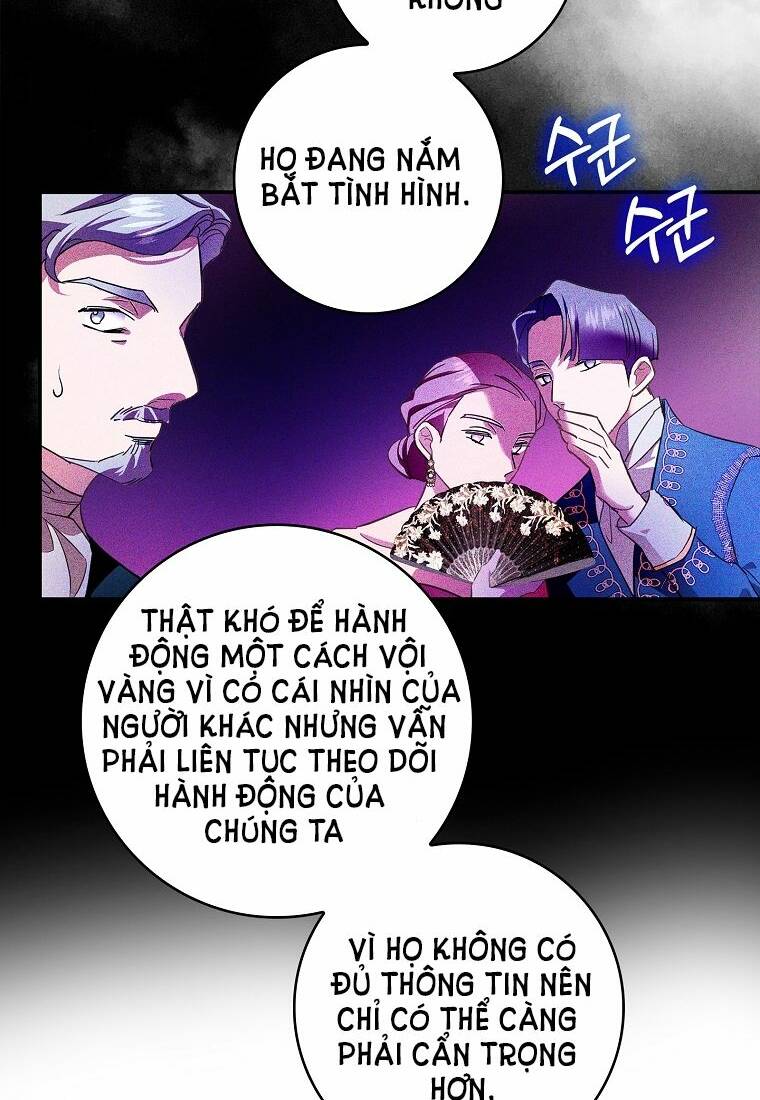 KHÔNG
HỌ ĐANG NẮM
BẮT TÌNH HÌNH.
수군
수군
THẬT KHÓ ĐỂ HÀNH
ĐỘNG MỘT CÁCH VỘI
VÀNG VÌ CÓ CÁI NHÌN CỦA
NGƯỜI KHÁC NHƯNG VẪN
PHẢI LIÊN TỤC THEO DÕI
HÀNH ĐỘNG CỦA
CHÚNG TA
VÌ HỌ KHÔNG CÓ
ĐỦ THÔNG TIN NÊN
CHỈ CÓ THỂ CÀNG
PHẢI CẨN TRỌNG
HƠN.